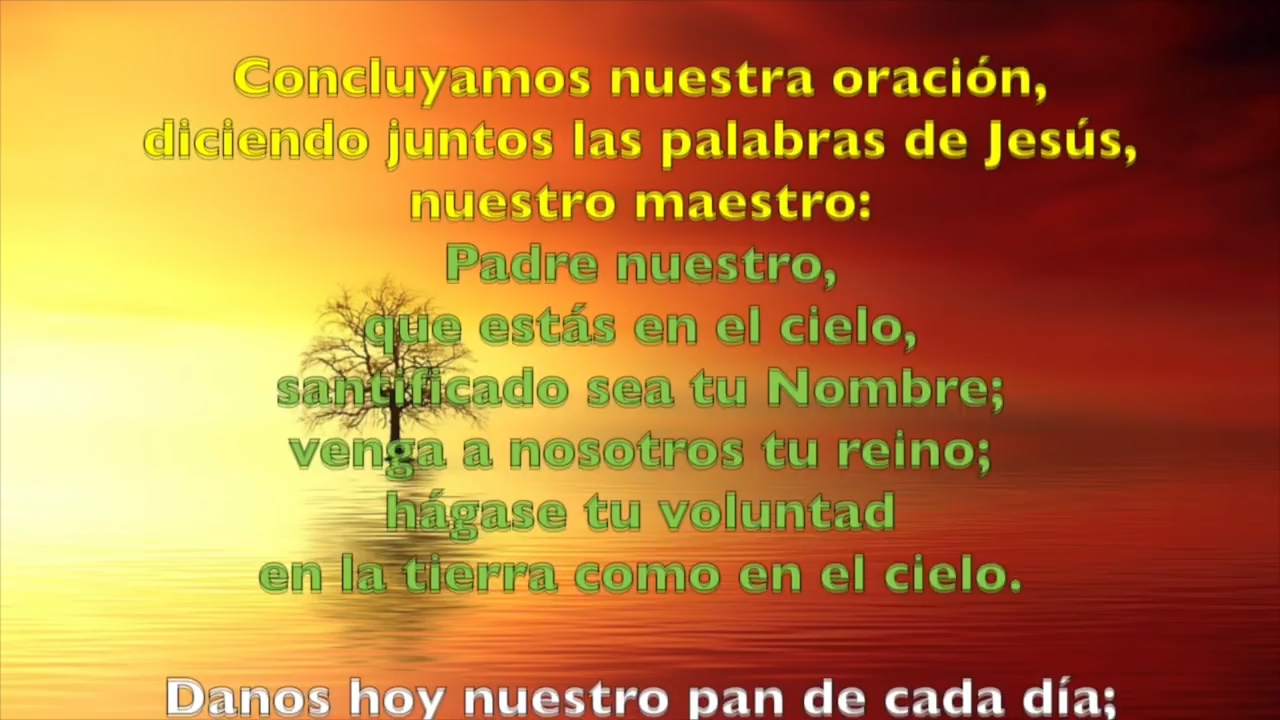 Concluyamos nuestra oración,
diciendo juntos las palabras de Jesús,
nuestro maestro:
Padre nuestro,
que estás en el cielo,
santificado sea tu Nombre;
venga a nosotros tu reino;
hágase tu voluntad
en la tierra como en el cielo.
Danos hoy nuestro pan de cada día;